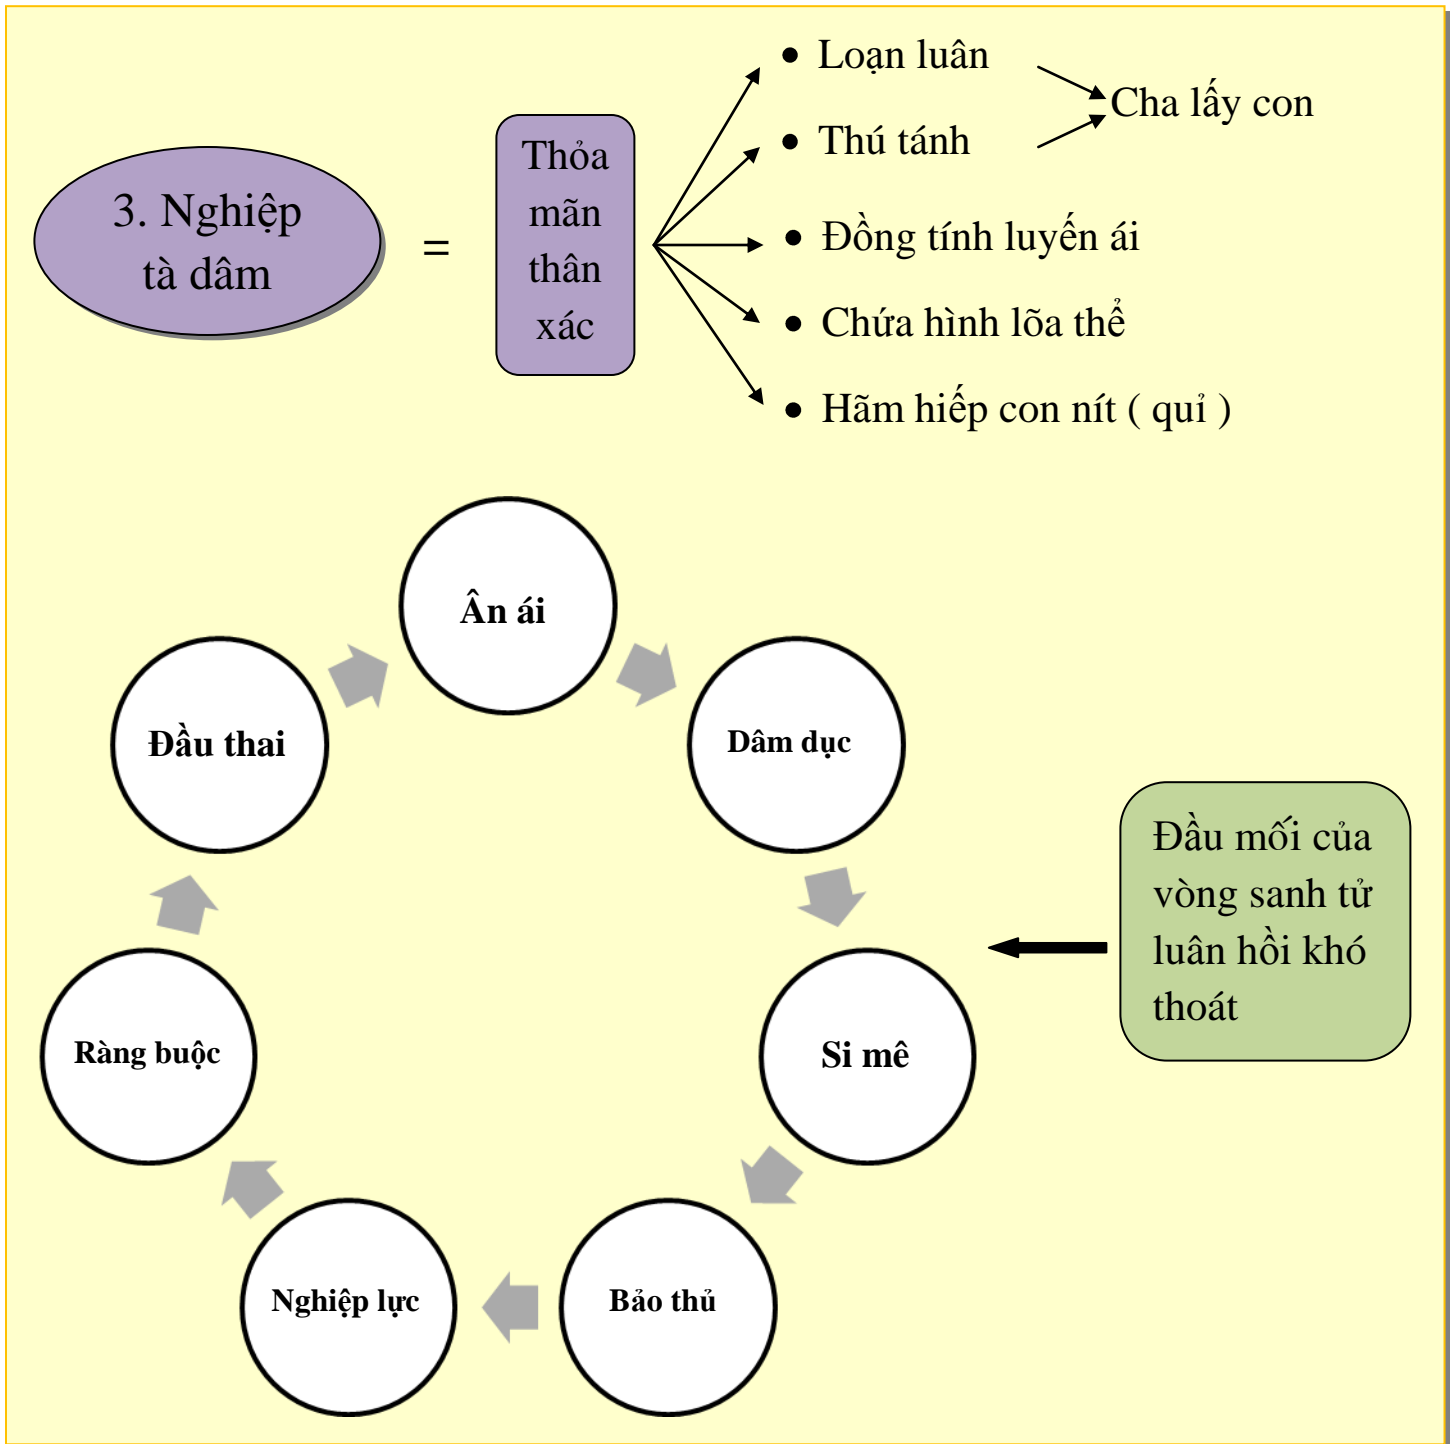 3. Nghiệp
tà dâm
=
Thỏa
mãn
thân
xác
• Loạn luân
• Thú tánh
Cha lấy con
• Đồng tính luyến ái
• Chứa hình lõa thể
• Hãm hiếp con nít ( quỉ )
Ân ái
Dâm dục
Si mê
Bảo thủ
Nghiệp lực
Ràng buộc
Đầu thai
Đầu mối của
vòng sanh tử
luân hồi khó
thoát